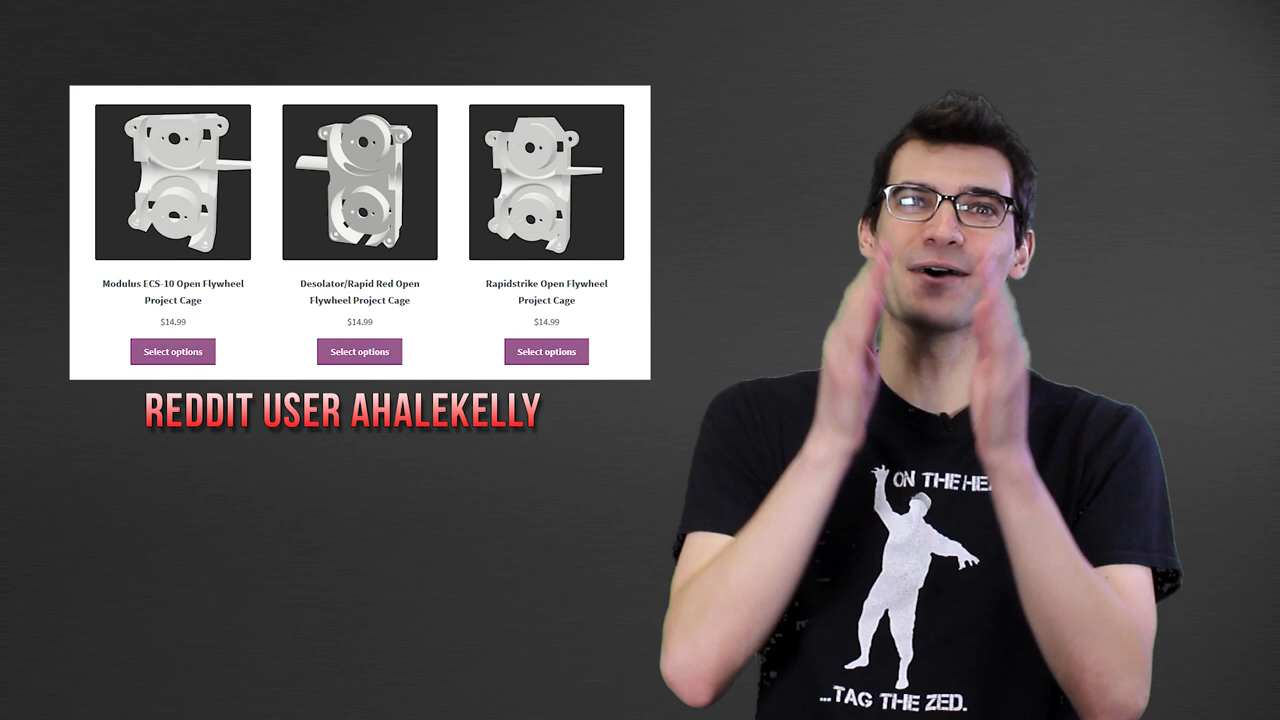 Modulus ECS-10 Open Flywheel
Project Cage
$14.99
Select options
Desolator/Rapid Red Open
Flywheel Project Cage
$14.99
Select options
Rapidstrike Open Flywheel
Project Cage
$14.99
Select options
REDDIT USER AHALEKELLY
ON THE
...TAG THE ZED.